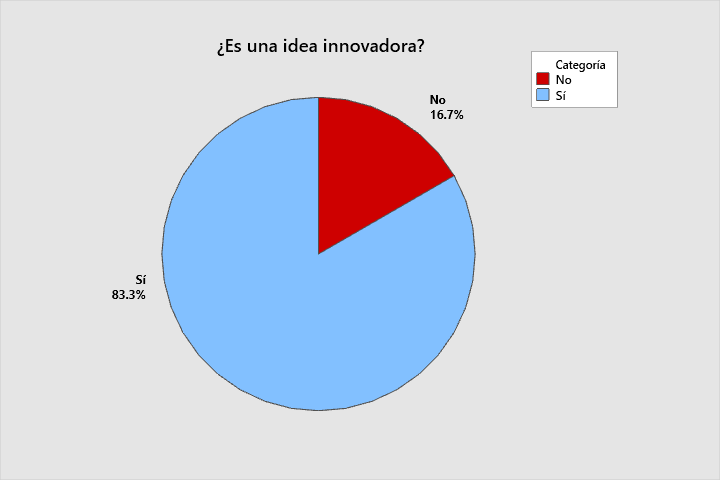 ¿Es una idea innovadora?
Categoría
No
Sí
No
16.7%
Sí
83.3%